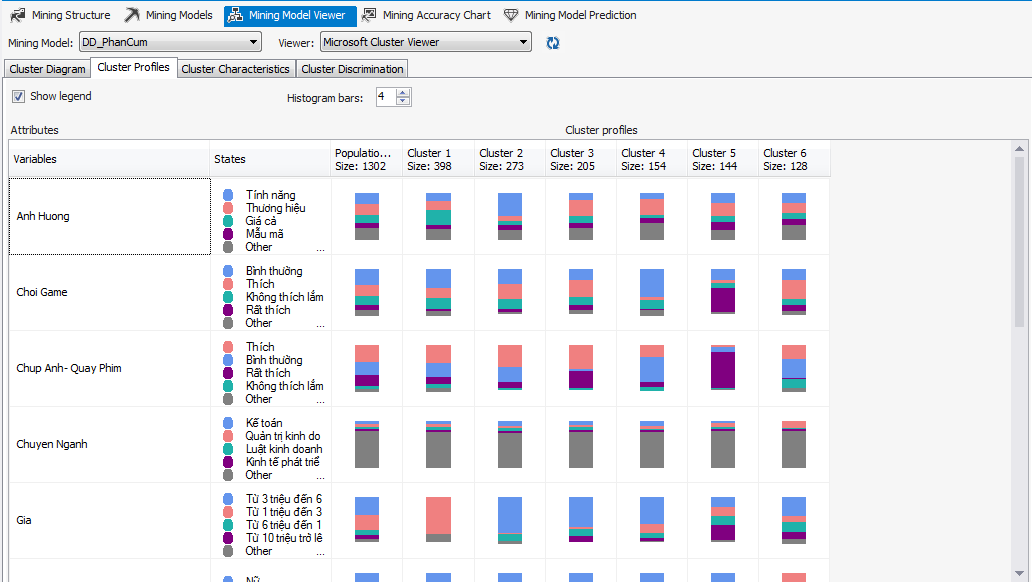 Mining Structure Mining Models Mining Model Viewer Mining Accuracy Chart Mining Model Prediction
Mining Model: DD_PhanCum Viewer: Microsoft Cluster Viewer
Cluster Diagram Cluster Profiles Cluster Characteristics Cluster Discrimination
Show legend Histogram bars: 4
Attributes Cluster profiles
Variables States Populatio... Cluster 1 Cluster 2 Cluster 3 Cluster 4 Cluster 5 Cluster 6
Size: 1302 Size: 398 Size: 273 Size: 205 Size: 154 Size: 144 Size: 128
Anh Huong
Tính năng
Thương hiệu
Giá cả
Mẫu mã
Other ...
Choi Game
Bình thường
Thích
Không thích lắm
Rất thích
Other ...
Chup Anh- Quay Phim
Thích
Bình thường
Rất thích
Không thích lắm
Other ...
Chuyen Nganh
Kế toán
Quản trị kinh do
Luật kinh doanh
Kinh tế phát triể
Other ...
Gia
Từ 3 triệu đến 6
Từ 1 triệu đến 3
Từ 6 triệu đến 1
Từ 10 triệu trở lê
Other ...
Nữ